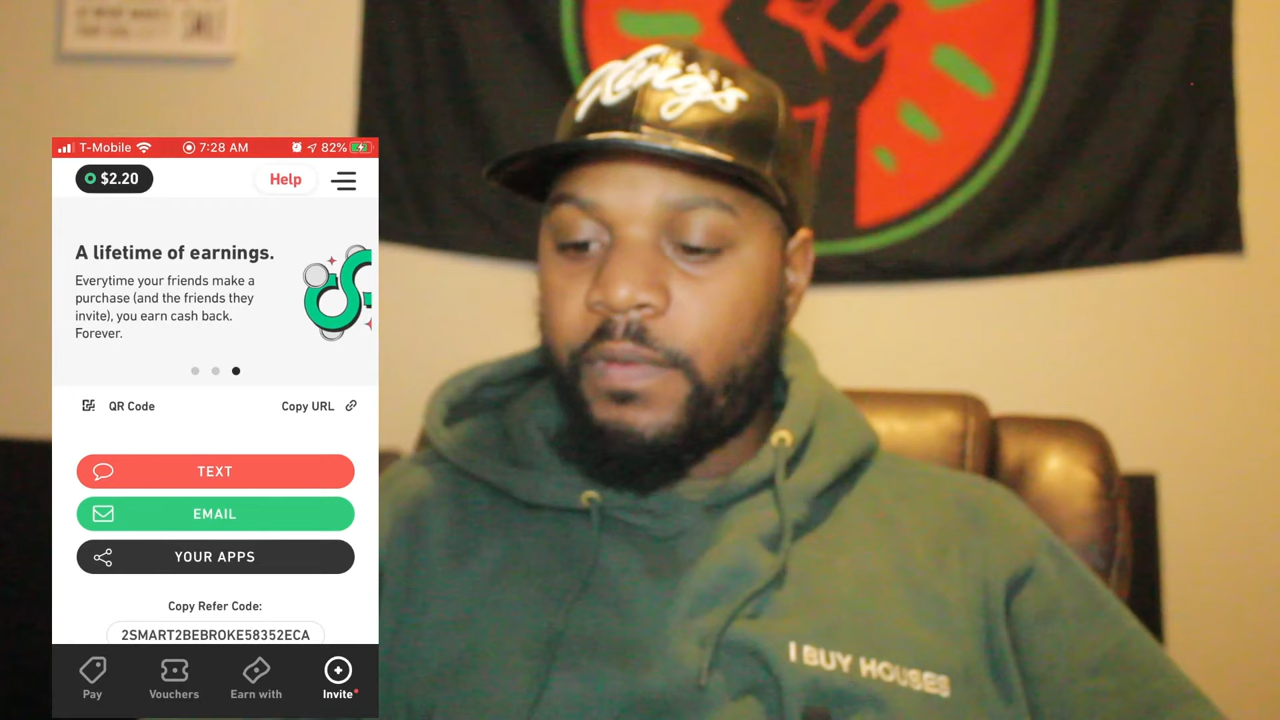 T-Mobile
7:28 AM
82%
$2.20
Help
A lifetime of earnings.
Everytime your friends make a
purchase (and the friends they
invite), you earn cash back.
Forever.
QR Code
Copy URL
TEXT
EMAIL
YOUR APPS
Copy Refer Code:
2SMART2BEBROKE58352ECA
Pay
Vouchers
Earn with
Invite
Kings
I BUY HOUSES